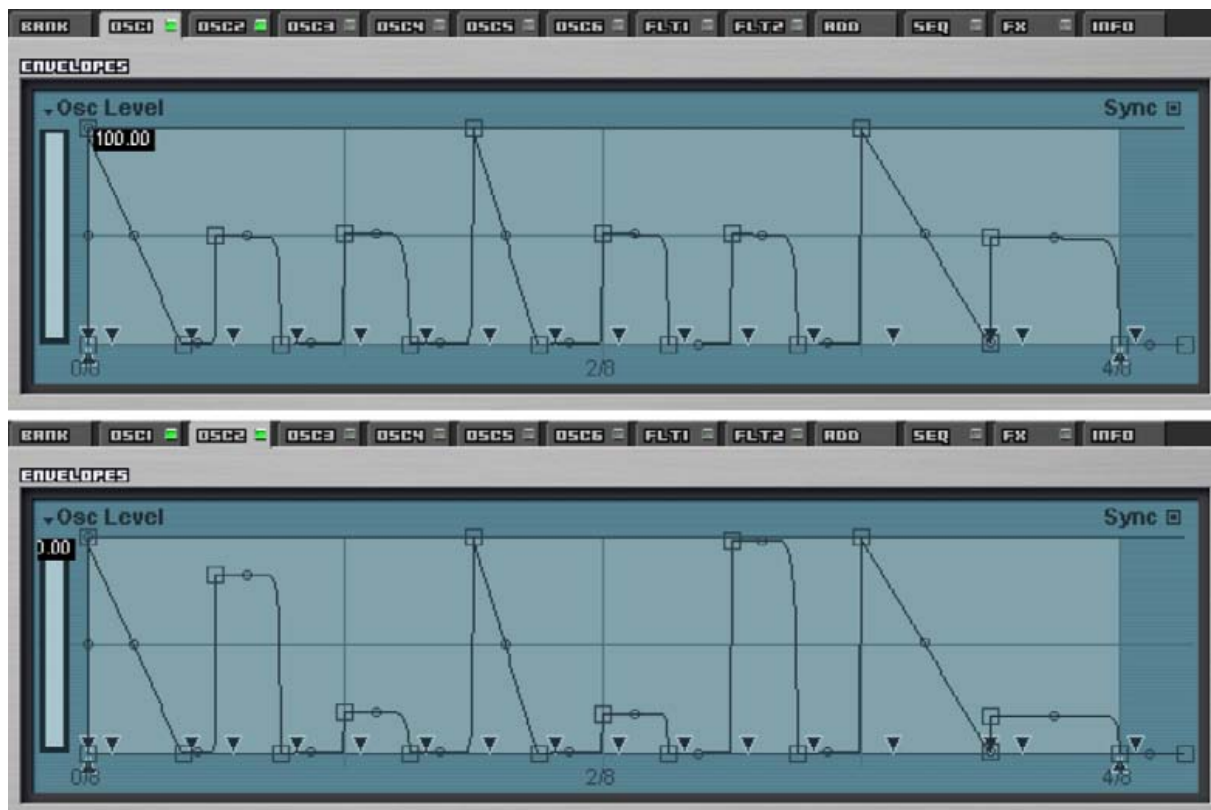 BANK OSC1 OSC2 OSC3 OSC4 OSC5 OSC6 FLT1 FLT2 ADD SEQ FX INFO
ENVELOPES
Osc Level Sync
100.00
0/8 2/8 4/8
BANK OSC1 OSC2 OSC3 OSC4 OSC5 OSC6 FLT1 FLT2 ADD SEQ FX INFO
ENVELOPES
Osc Level Sync
0.00
0/8 2/8 4/8